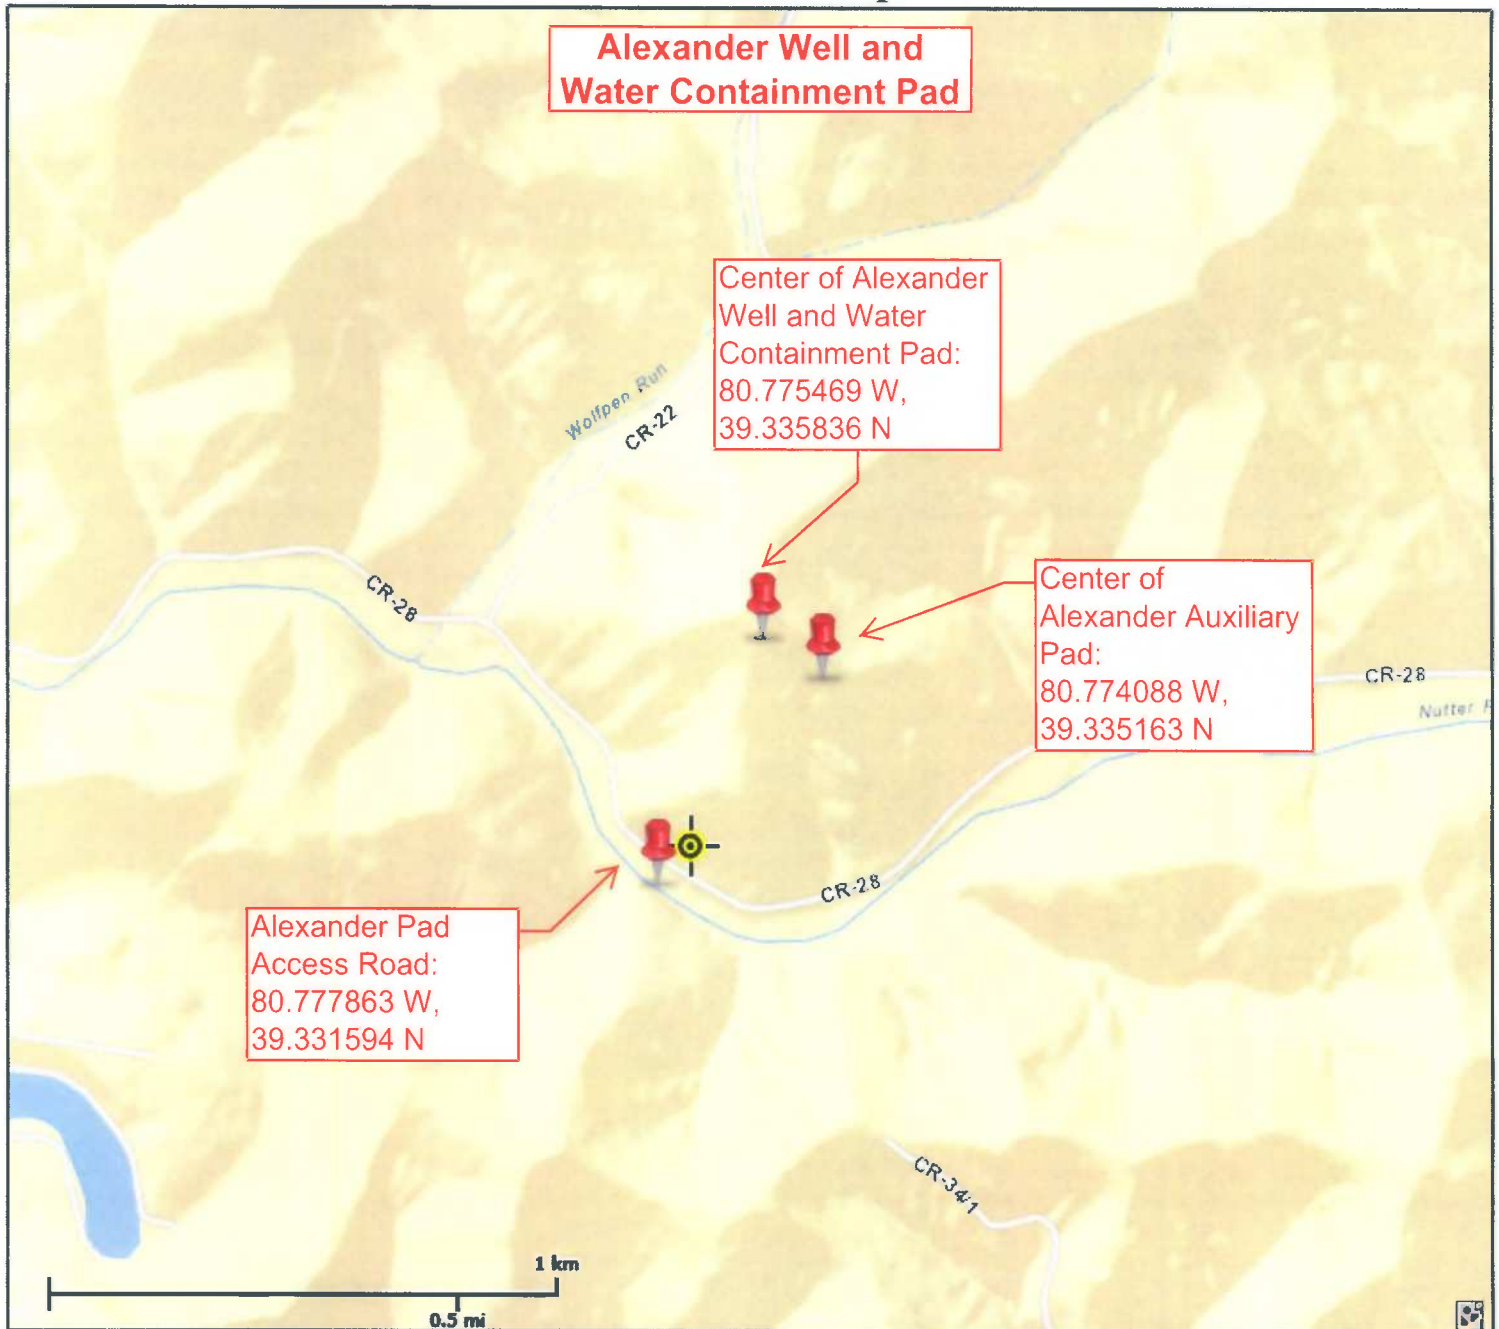 Alexander Well and
Water Containment Pad
Center of Alexander
Well and Water
Containment Pad:
80.775469 W,
39.335836 N
Wolfpen Run
CR-22
CR-28
Center of
Alexander Auxiliary
Pad:
80.774088 W,
39.335163 N
CR-28
Nutter
CR-28
Alexander Pad
Access Road:
80.777863 W,
39.331594 N
CR-34/1
1 km
0.5 mi